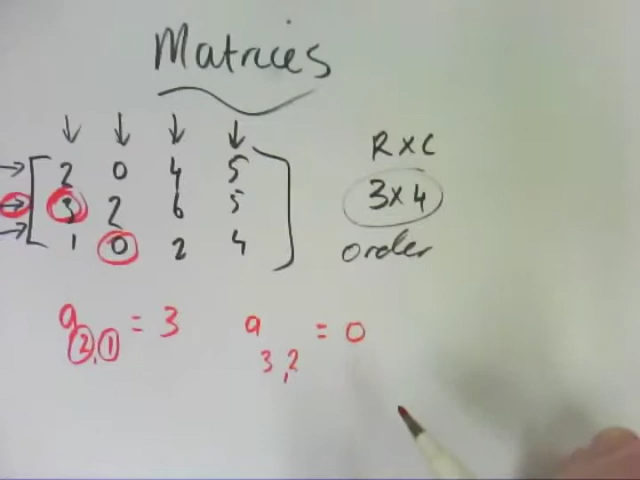 Matrices
R×C
2 0 4 5
3 2 6 5
1 0 2 4
3×4
order
a2,1 = 3
a3,2 = 0